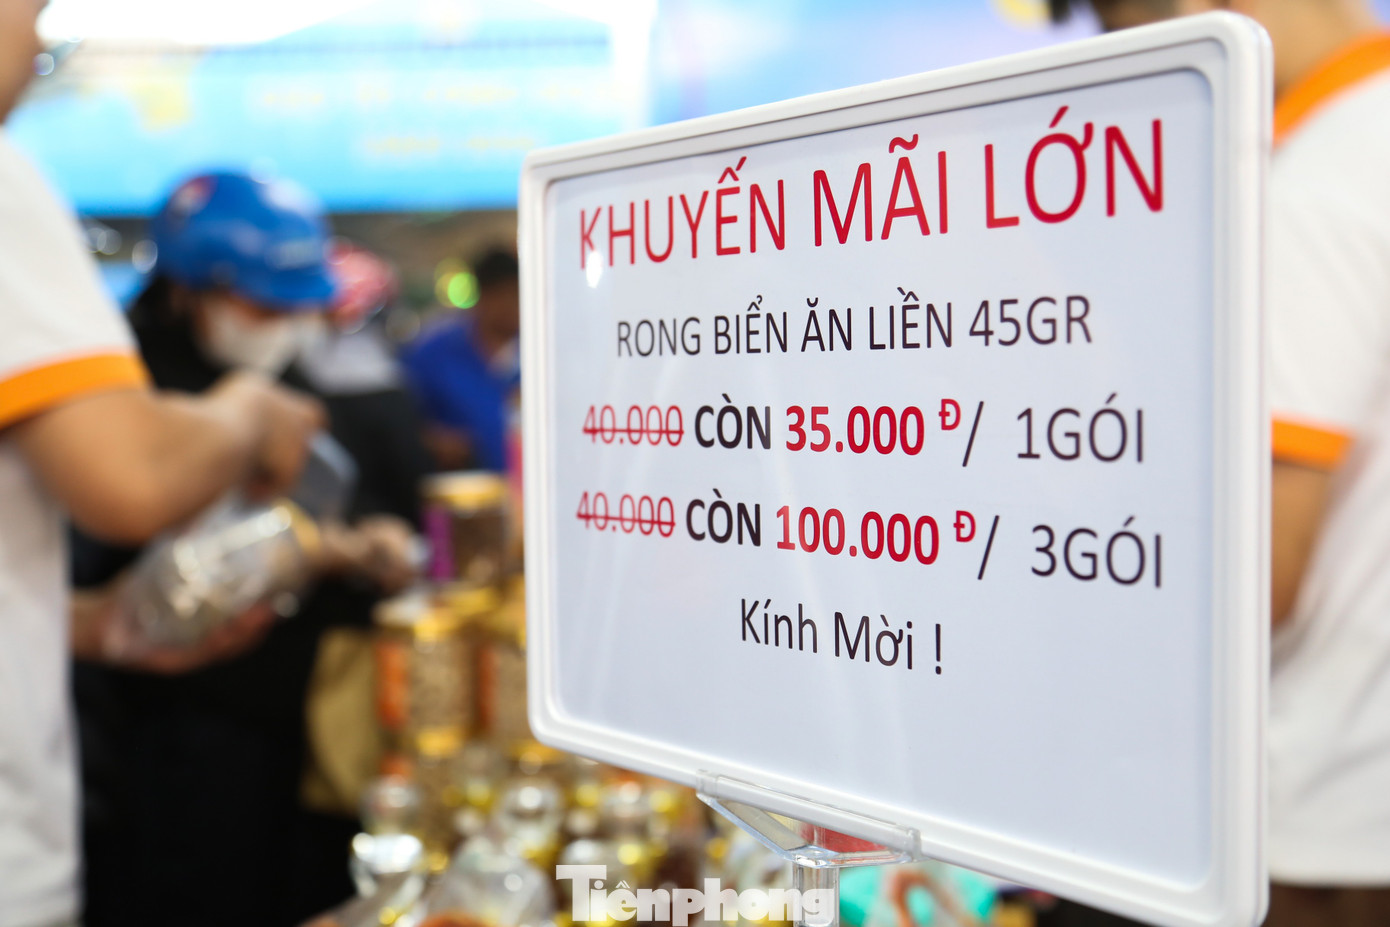 KHUYẾN MÃI LỚN
RONG BIỂN ĂN LIỀN 45GR
40.000 CÒN 35.000 Đ/ 1GÓI
40.000 CÒN 100.000 Đ/ 3GÓI
Kính Mời !
Tiênphong